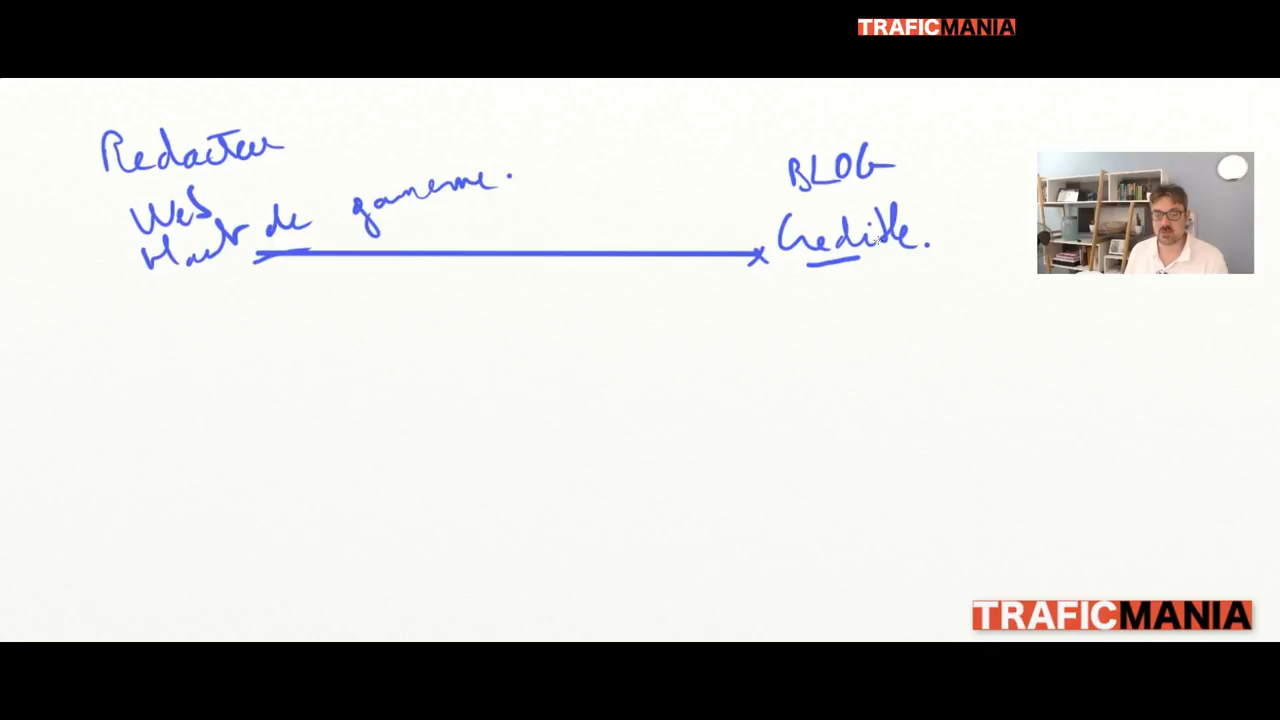 TRAFICMANIA
Redacteur
Web
Haut de gamme.
BLOG
Credible.
TRAFICMANIA